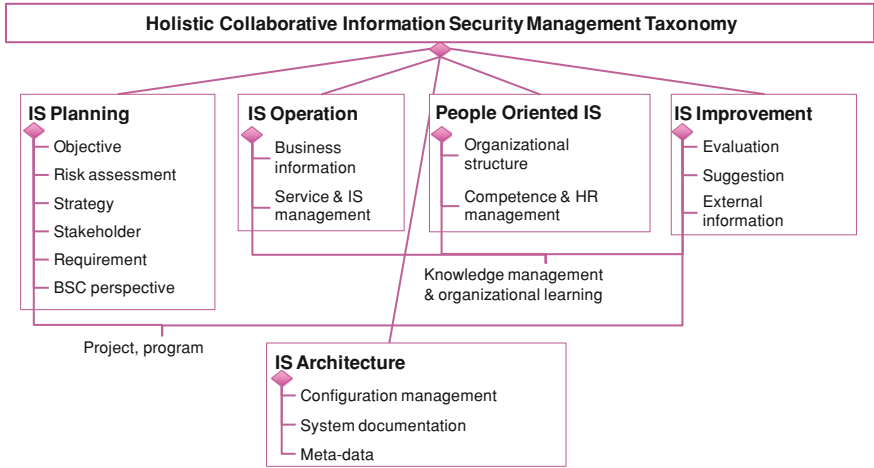 Holistic Collaborative Information Security Management Taxonomy
IS Planning
Objective
Risk assessment
Strategy
Stakeholder
Requirement
BSC perspective
IS Operation
Business
information
Service & IS
management
People Oriented IS
Organizational
structure
Competence & HR
management
IS Improvement
Evaluation
Suggestion
External
information
Knowledge management
& organizational learning
Project, program
IS Architecture
Configuration management
System documentation
Meta-data